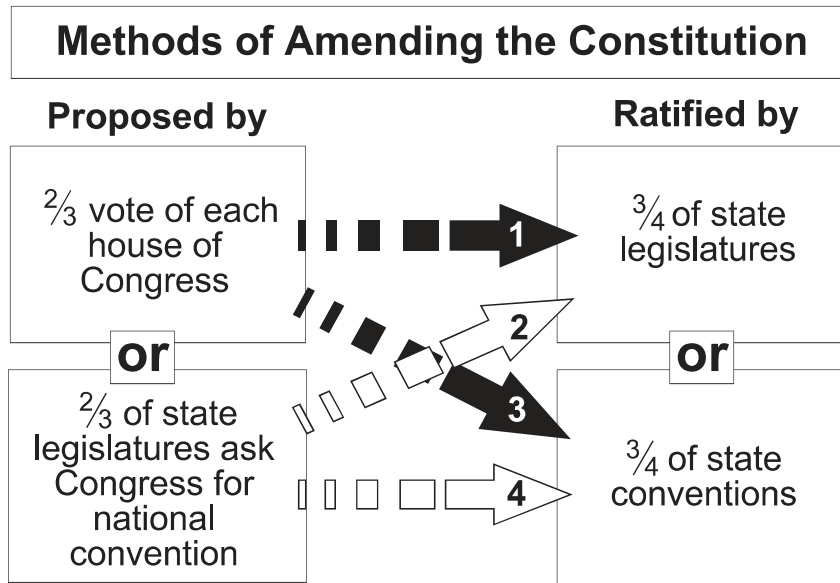 Methods of Amending the Constitution
Proposed by
⅔ vote of each
house of
Congress
or
⅔ of state
legislatures ask
Congress for
national
convention
1
2
3
4
Ratified by
¾ of state
legislatures
or
¾ of state
conventions